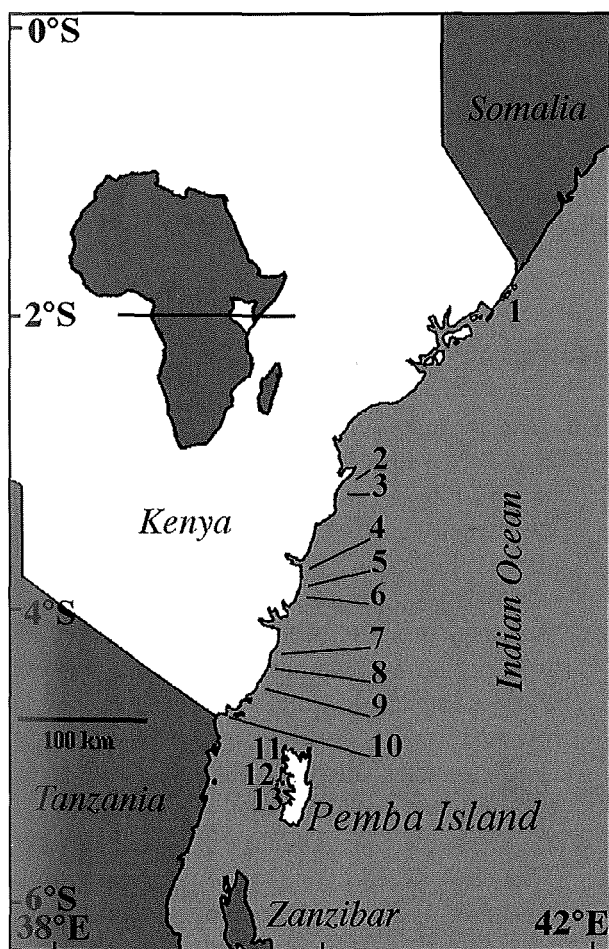 0°S
Somalia
2°S
1
2
3
Kenya
4
5
6
4°S
Indian Ocean
7
8
9
100 km
10
11
12
13
Tanzania
Pemba Island
6°S
38°E
Zanzibar
42°E